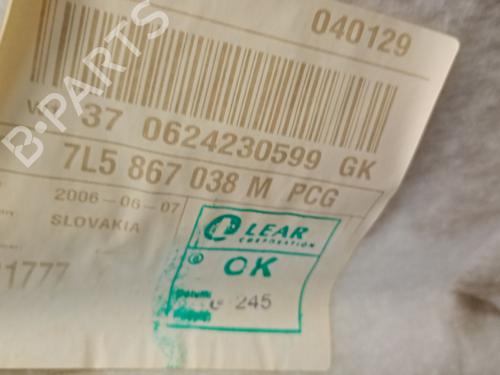 040129
37 0624230599 GK
7L5 867 038 M PCG
2006-06-07
SLOVAKIA
1777
LEAR
CORPORATION
OK
245
B-PARTS